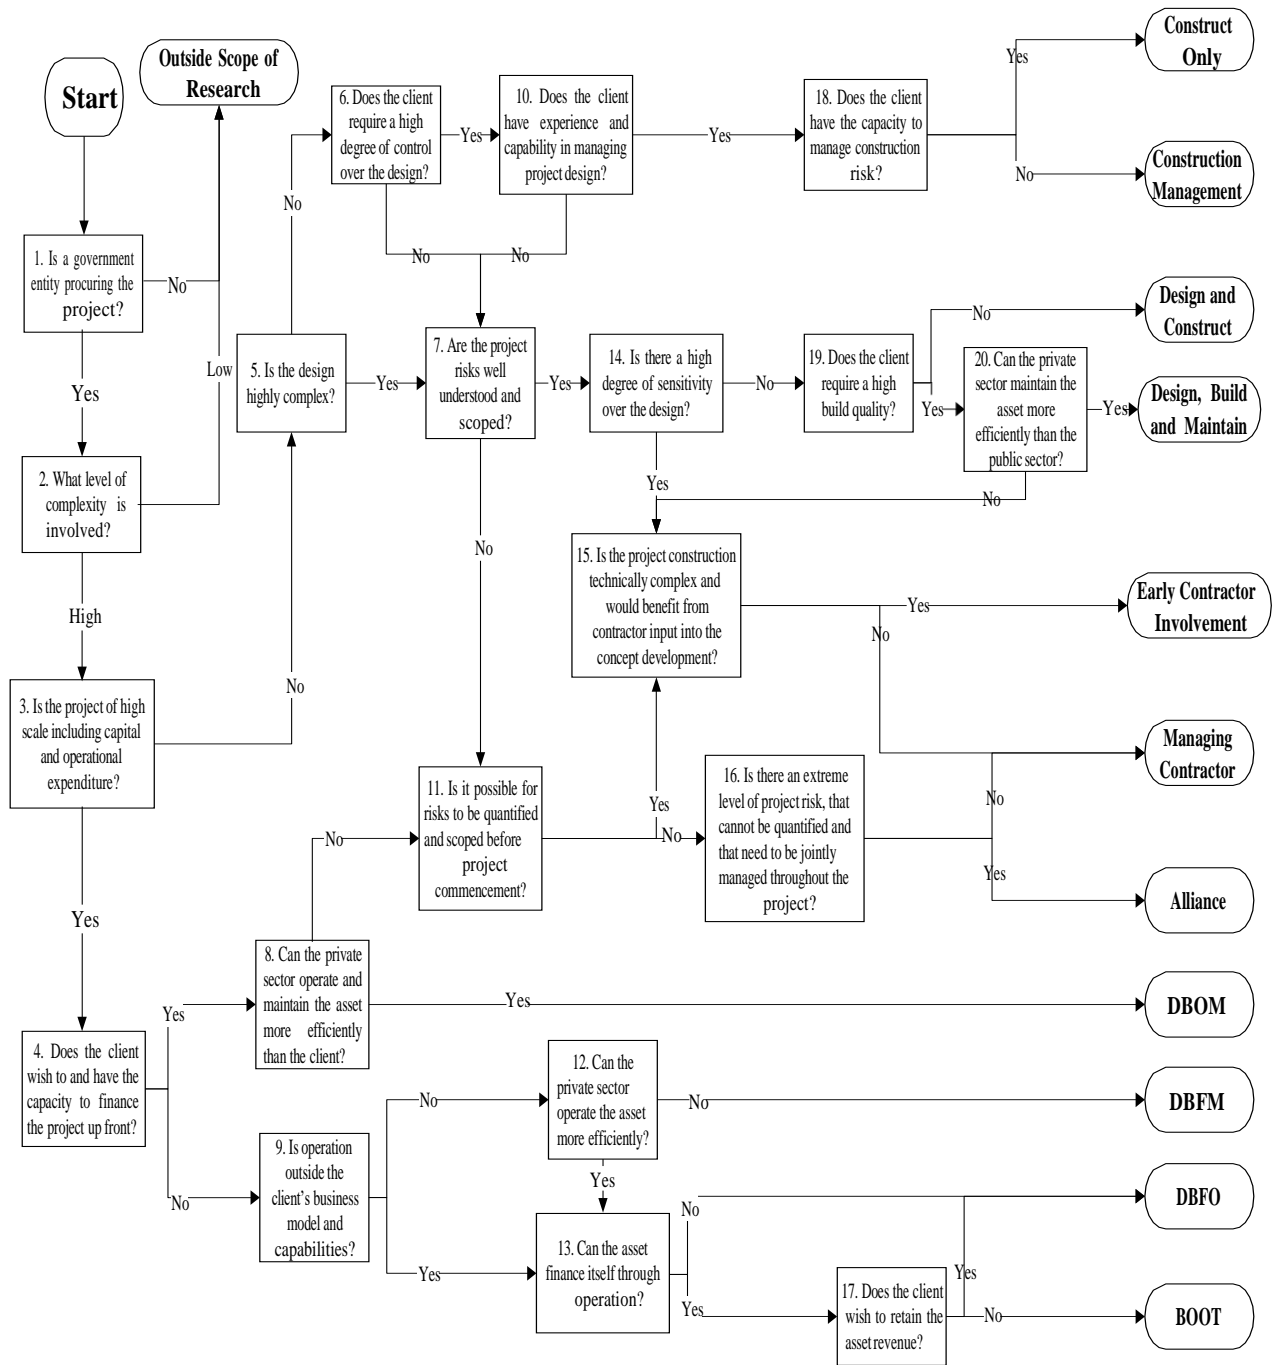 Start
Outside Scope of
Research
1. Is a government
entity procuring the
project?
No
Yes
Low
2. What level of
complexity is
involved?
High
3. Is the project of high
scale including capital
and operational
expenditure?
No
Yes
4. Does the client
wish to and have the
capacity to finance
the project up front?
Yes
No
5. Is the design
highly complex?
No
Yes
6. Does the client
require a high
degree of control
over the design?
Yes
No
10. Does the client
have experience and
capability in managing
project design?
Yes
No
18. Does the client
have the capacity to
manage construction
risk?
Yes
No
Construct
Only
Construction
Management
7. Are the project
risks well
understood and
scoped?
Yes
No
14. Is there a high
degree of sensitivity
over the design?
No
Yes
19. Does the client
require a high
build quality?
No
Yes
Design and
Construct
20. Can the private
sector maintain the
asset more
efficiently than the
public sector?
Yes
No
Design, Build
and Maintain
15. Is the project construction
technically complex and
would benefit from
contractor input into the
concept development?
Yes
No
Early Contractor
Involvement
Managing
Contractor
11. Is it possible for
risks to be quantified
and scoped before
project
commencement?
Yes
No
16. Is there an extreme
level of project risk, that
cannot be quantified and
that need to be jointly
managed throughout the
project?
No
Yes
Alliance
8. Can the private
sector operate and
maintain the asset
more efficiently
than the client?
No
Yes
DBOM
9. Is operation
outside the
client's business
model and
capabilities?
No
Yes
12. Can the
private sector
operate the asset
more efficiently?
No
Yes
DBFM
13. Can the asset
finance itself through
operation?
No
Yes
DBFO
17. Does the client
wish to retain the
asset revenue?
Yes
No
BOOT